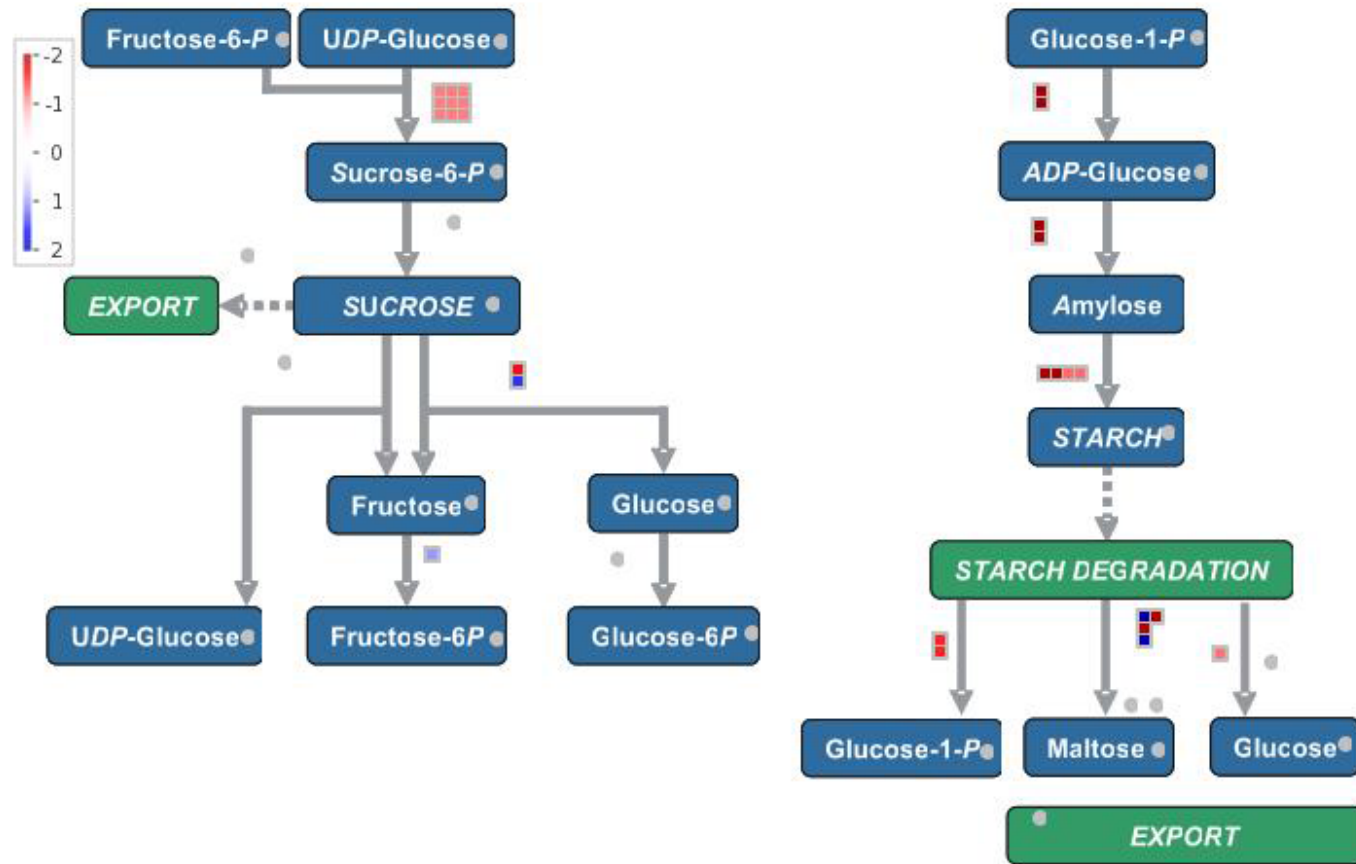 Fructose-6-P
UDP-Glucose
Glucose-1-P
-2
-1
0
1
2
Sucrose-6-P
ADP-Glucose
EXPORT
SUCROSE
Amylose
STARCH
Fructose
Glucose
STARCH DEGRADATION
UDP-Glucose
Fructose-6P
Glucose-6P
Glucose-1-P
Maltose
Glucose
EXPORT